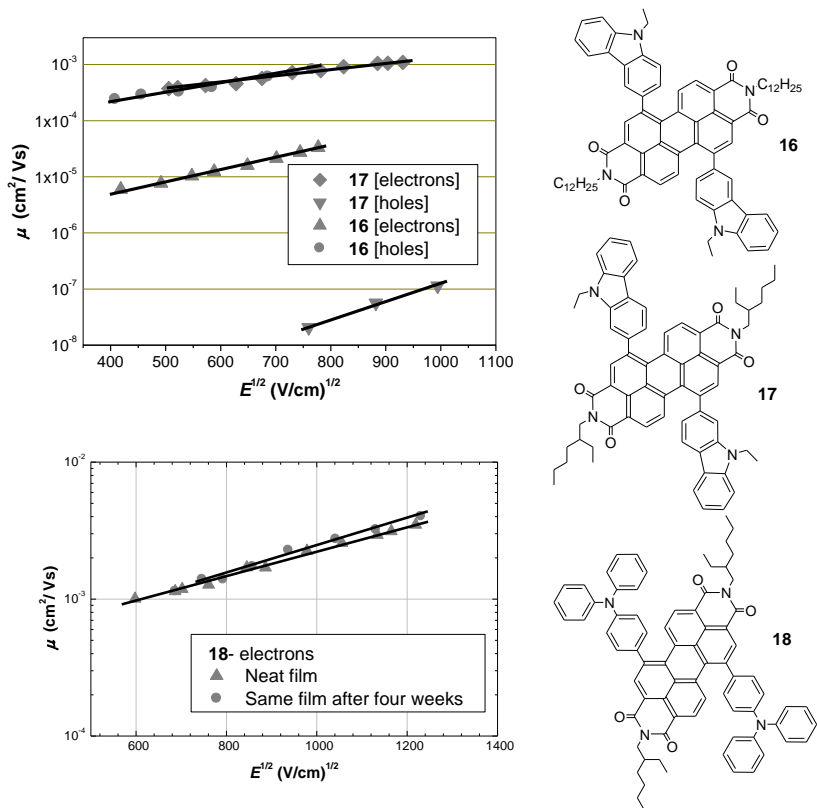 10⁻³
1x10⁻⁴
1x10⁻⁵
10⁻⁶
10⁻⁷
10⁻⁸
μ (cm²/ Vs)
17 [electrons]
17 [holes]
16 [electrons]
16 [holes]
400 500 600 700 800 900 1000 1100
E^1/2 (V/cm)^1/2
N
O
N C₁₂H₂₅
O
O
C₁₂H₂₅ N
O
N
16
N
O
N
O
O
N
O
N
17
10⁻²
10⁻³
10⁻⁴
μ (cm²/ Vs)
18- electrons
Neat film
Same film after four weeks
600 800 1000 1200 1400
E^1/2 (V/cm)^1/2
N
O
N
O
O
N
O
N
18